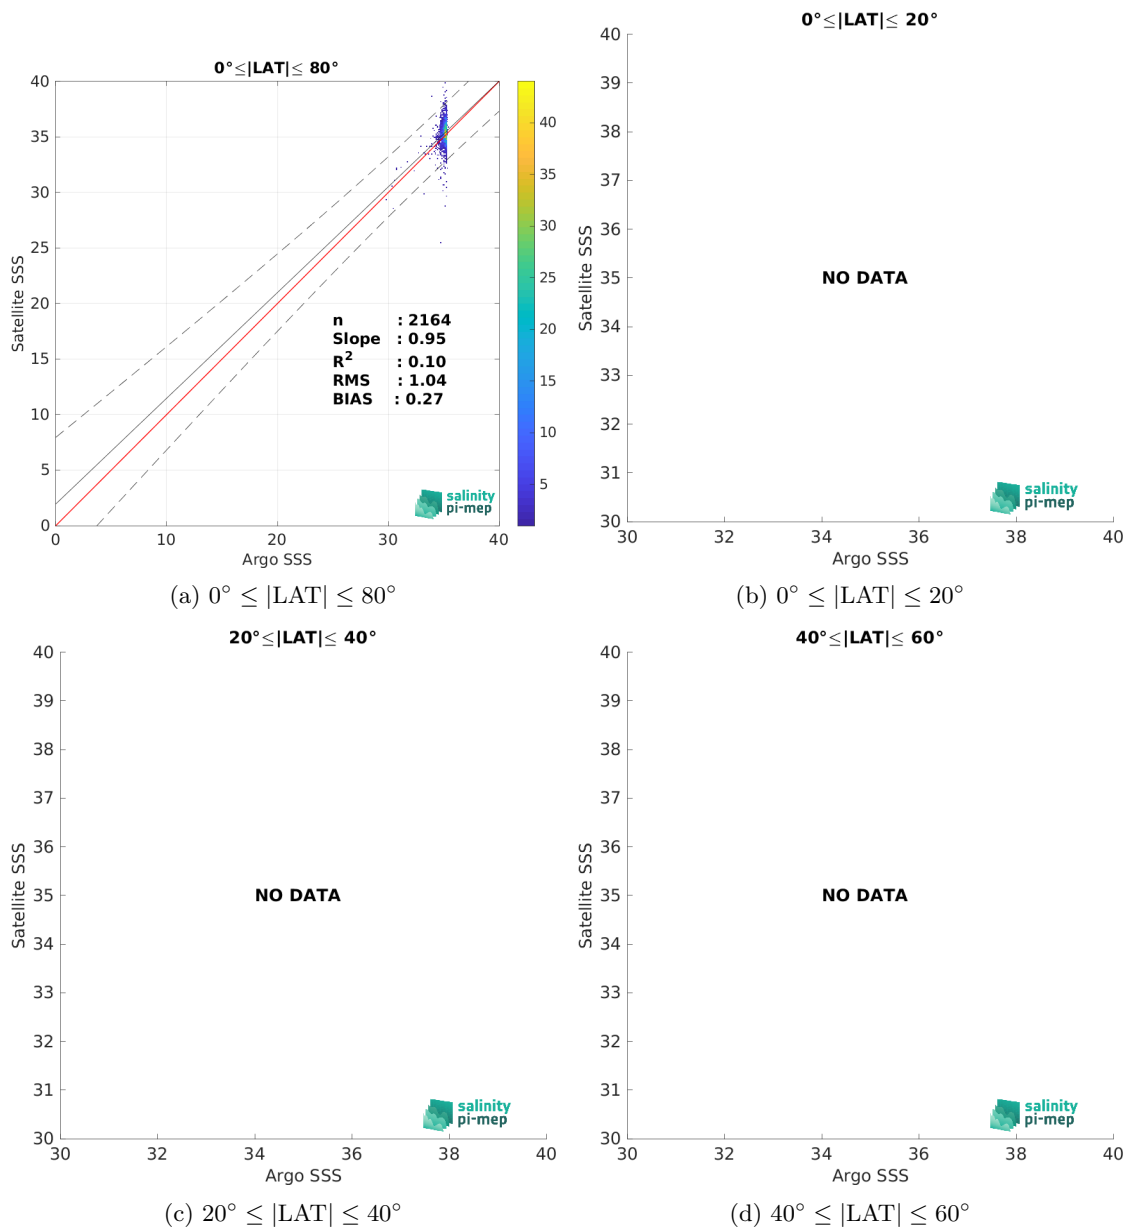 0°≤|LAT|≤ 80°
40
35
30
25
20
15
10
5
0
0
10
20
30
40
Satellite SSS
Argo SSS
n : 2164
Slope : 0.95
R² : 0.10
RMS : 1.04
BIAS : 0.27
salinity
pi-mep
40
35
30
25
20
15
10
5
(a) 0° ≤ |LAT| ≤ 80°
0°≤|LAT|≤ 20°
40
39
38
37
36
35
34
33
32
31
30
30
32
34
36
38
40
Satellite SSS
Argo SSS
NO DATA
salinity
pi-mep
(b) 0° ≤ |LAT| ≤ 20°
20°≤|LAT|≤ 40°
40
39
38
37
36
35
34
33
32
31
30
30
32
34
36
38
40
Satellite SSS
Argo SSS
NO DATA
salinity
pi-mep
(c) 20° ≤ |LAT| ≤ 40°
40°≤|LAT|≤ 60°
40
39
38
37
36
35
34
33
32
31
30
30
32
34
36
38
40
Satellite SSS
Argo SSS
NO DATA
salinity
pi-mep
(d) 40° ≤ |LAT| ≤ 60°